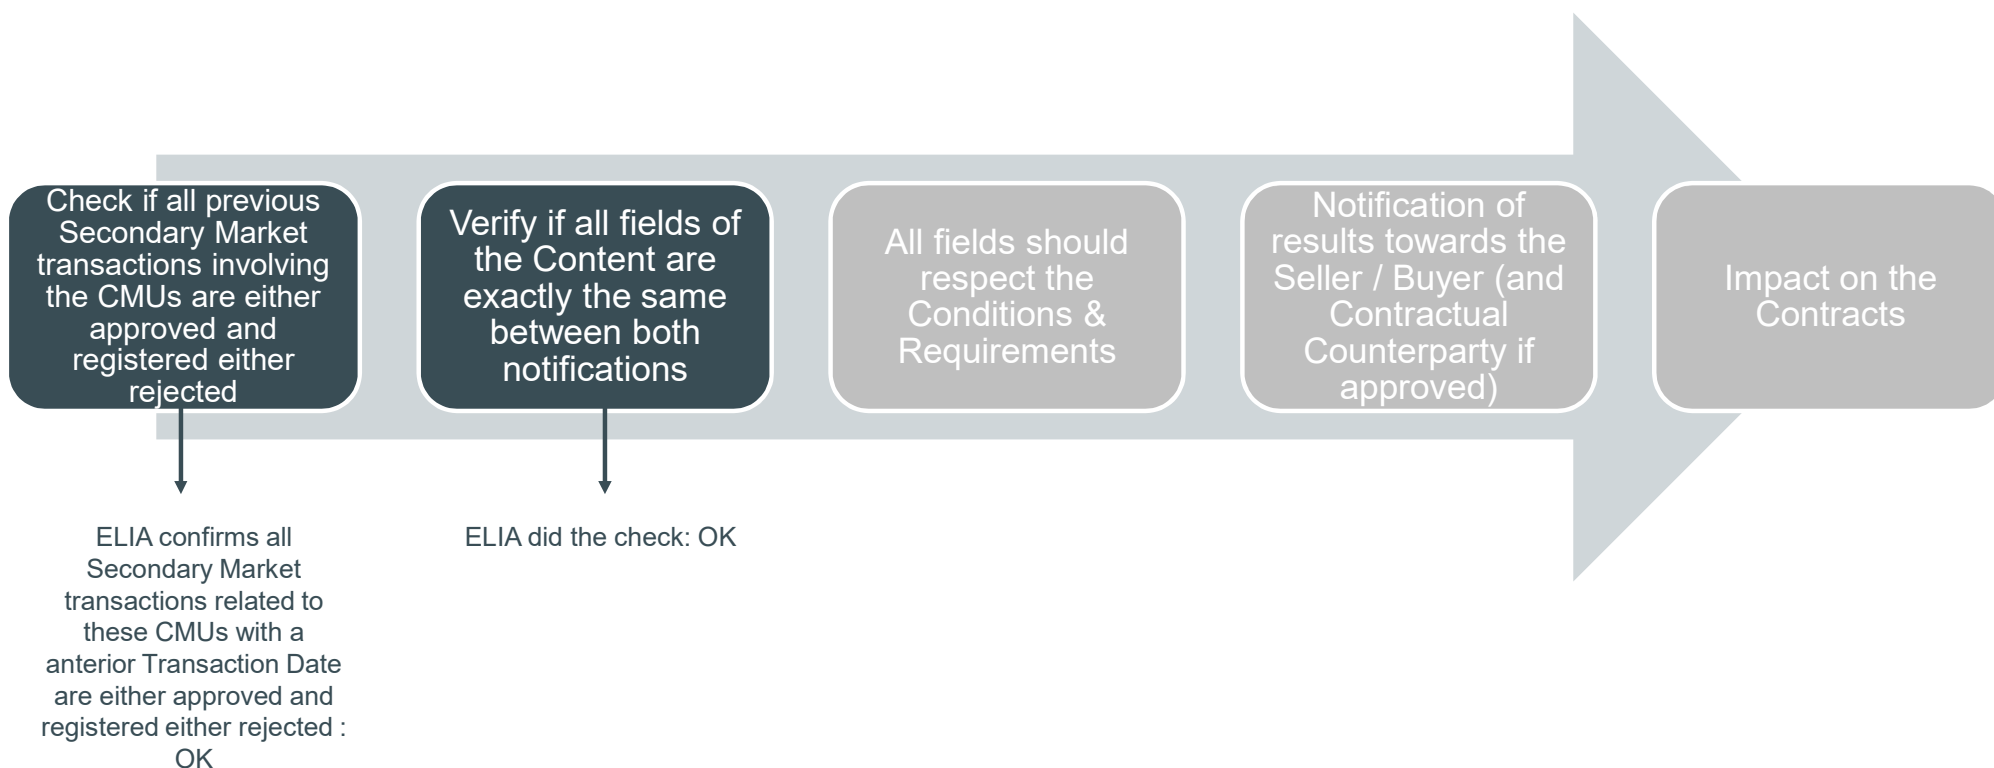 Check if all previous
Secondary Market
transactions involving
the CMUs are either
approved and
registered either
rejected
Verify if all fields of
the Content are
exactly the same
between both
notifications
All fields should
respect the
Conditions &
Requirements
Notification of
results towards the
Seller / Buyer (and
Contractual
Counterparty if
approved)
Impact on the
Contracts
ELIA confirms all
Secondary Market
transactions related to
these CMUs with a
anterior Transaction Date
are either approved and
registered either rejected :
OK
ELIA did the check: OK